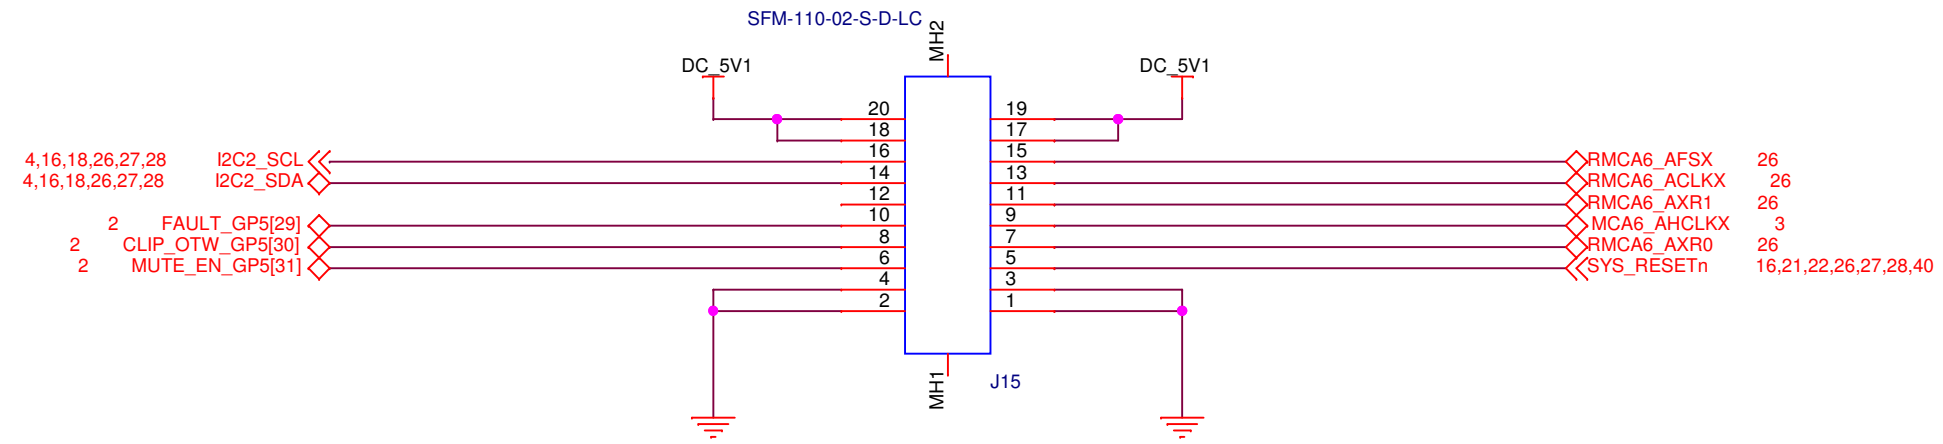 SFM-110-02-S-D-LC
MH2
DC_5V1 DC_5V1
20 19
18 17
4,16,18,26,27,28 I2C2_SCL 16 15 RMCA6_AFSX 26
4,16,18,26,27,28 I2C2_SDA 14 13 RMCA6_ACLKX 26
12 11 RMCA6_AXR1 26
2 FAULT_GP5[29] 10 9 MCA6_AHCLKX 3
2 CLIP_OTW_GP5[30] 8 7 RMCA6_AXR0 26
2 MUTE_EN_GP5[31] 6 5 SYS_RESETn 16,21,22,26,27,28,40
4 3
2 1
MH1
J15